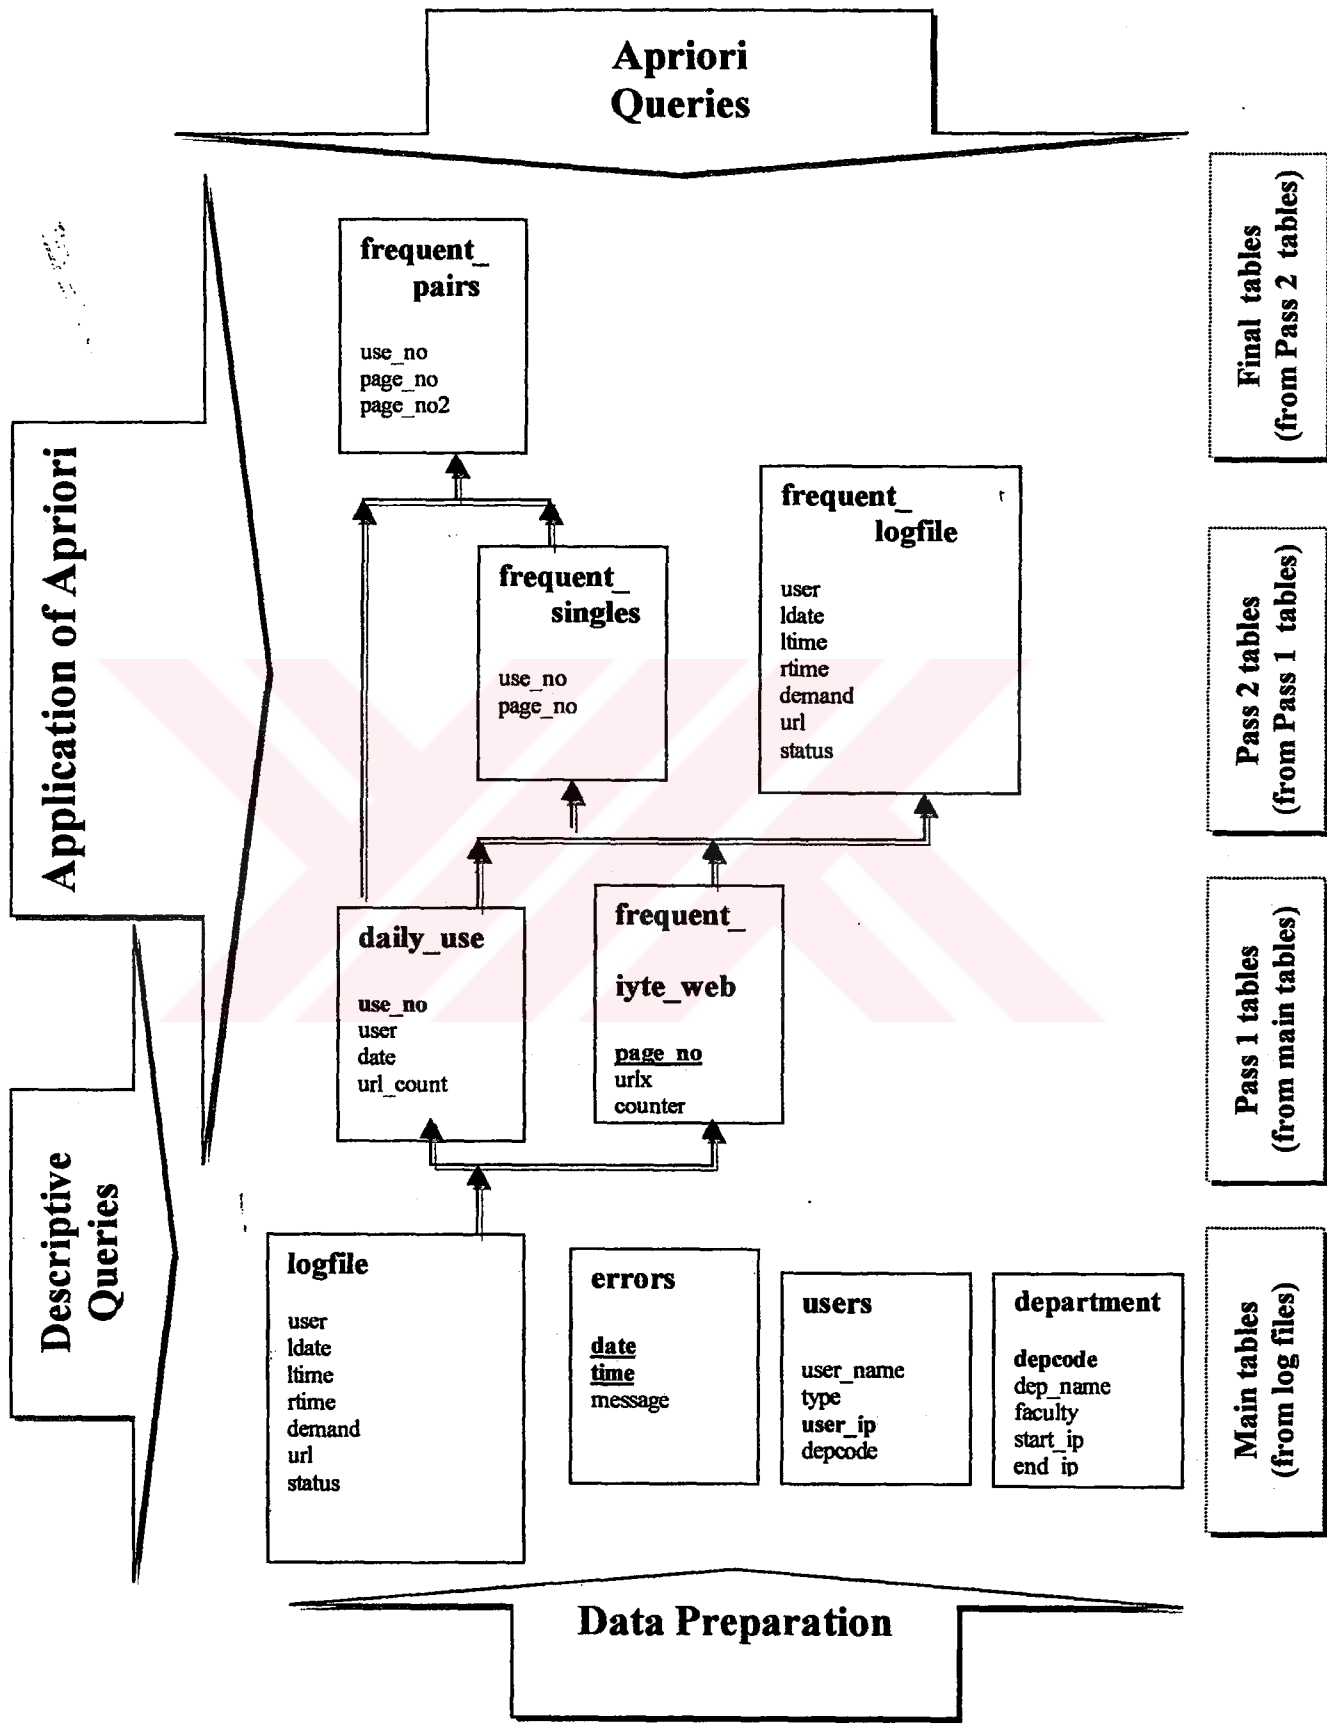 Apriori
Queries
Final tables
(from Pass 2 tables)
frequent_
pairs
use_no
page_no
page_no2
Application of Apriori
frequent_
logfile
user
ldate
ltime
rtime
demand
url
status
frequent_
singles
use_no
page_no
Pass 2 tables
(from Pass 1 tables)
daily_use
use_no
user
date
url_count
frequent_
iyte_web
page_no
urlx
counter
Pass 1 tables
(from main tables)
Descriptive
Queries
logfile
user
ldate
ltime
rtime
demand
url
status
errors
date
time
message
users
user_name
type
user_ip
depcode
department
depcode
dep_name
faculty
start_ip
end_ip
Main tables
(from log files)
Data Preparation